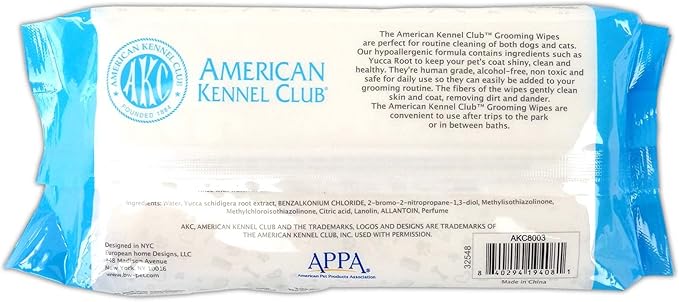 AMERICAN KENNEL CLUB
AKC
FOUNDED 1884
AMERICAN
KENNEL CLUB®
The American Kennel Club™ Grooming Wipes
are perfect for routine cleaning of both dogs and cats.
Our hypoallergenic formula contains ingredients such as
Yucca Root to keep your pet's coat shiny, clean and
healthy. They're human grade, alcohol-free, non toxic and
safe for daily use so they can easily be added to your
grooming routine. The fibers of the wipes gently clean
skin and coat, removing dirt and dander.
The American Kennel Club™ Grooming Wipes are
convenient to use after trips to the park
or in between baths.
Ingredients: Water, Yucca schidigera root extract, BENZALKONIUM CHLORIDE, 2-bromo-2-nitropropane-1,3-diol, Methylisothiazolinone,
Methylchloroisothiazolinone, Citric acid, Lanolin, ALLANTOIN, Perfume
AKC, AMERICAN KENNEL CLUB AND THE TRADEMARKS, LOGOS AND DESIGNS ARE TRADEMARKS OF
THE AMERICAN KENNEL CLUB, INC. USED WITH PERMISSION.
Designed in NYC
European home Designs, LLC
Madison Avenue
New York, NY 10016
APPA
American Pet Products Association
32548
AKC8003
8 40294 19408 1
Made in China